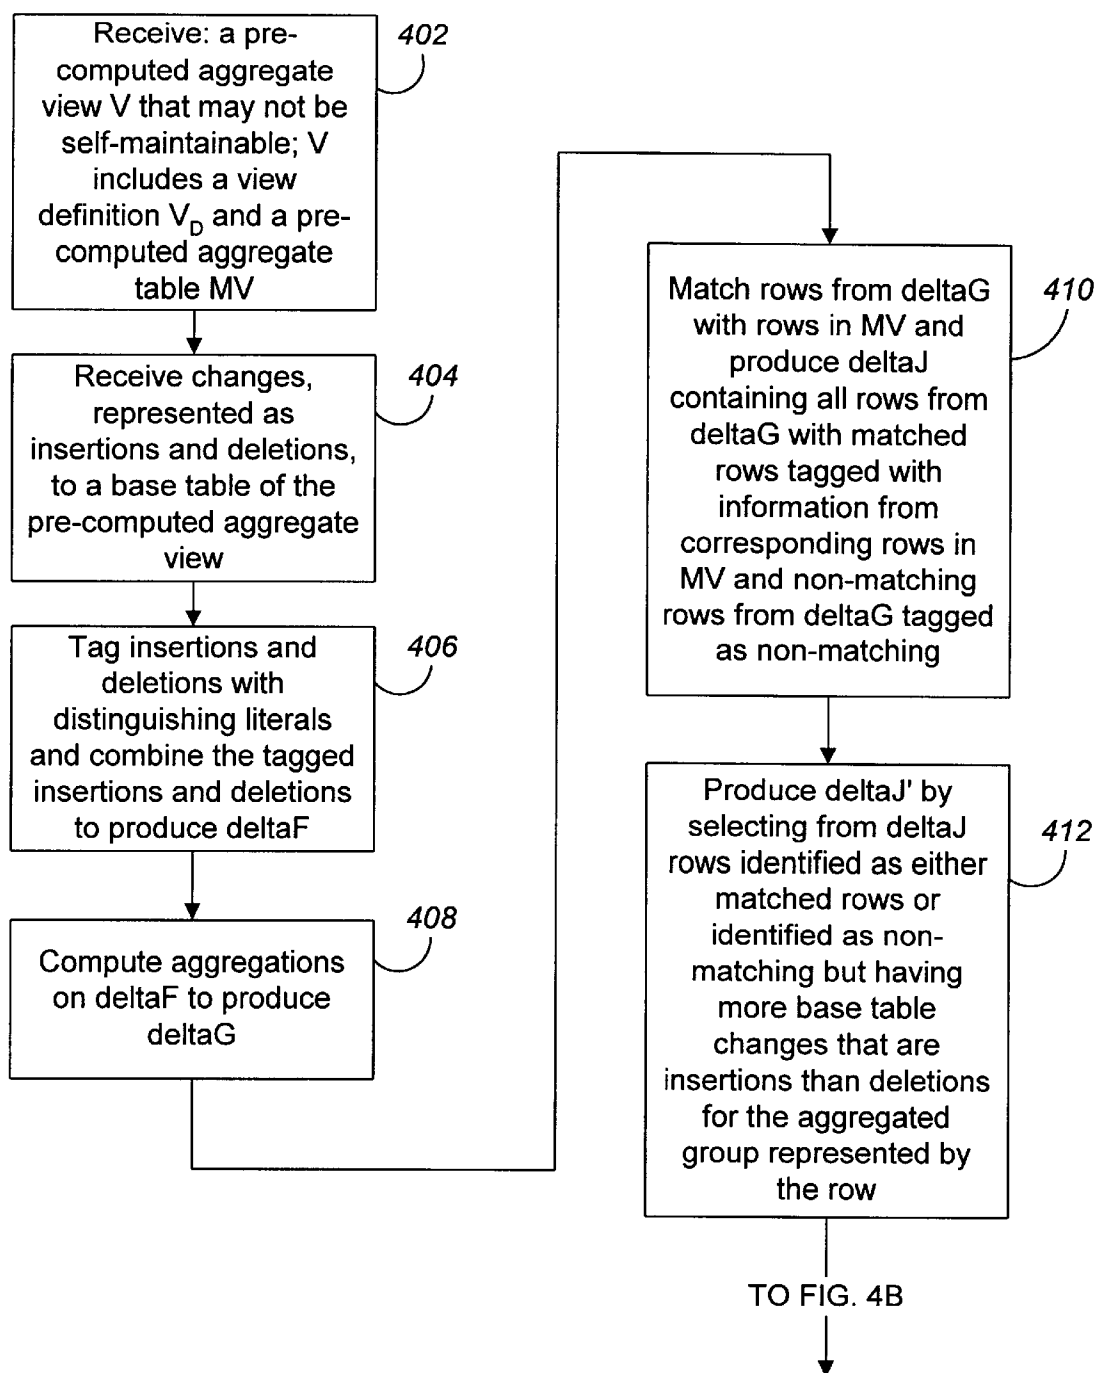 Receive: a pre-
computed aggregate
view V that may not be
self-maintainable; V
includes a view
definition V_D and a pre-
computed aggregate
table MV
402
Receive changes,
represented as
insertions and deletions,
to a base table of the
pre-computed aggregate
view
404
Tag insertions and
deletions with
distinguishing literals
and combine the tagged
insertions and deletions
to produce deltaF
406
Compute aggregations
on deltaF to produce
deltaG
408
Match rows from deltaG
with rows in MV and
produce deltaJ
containing all rows from
deltaG with matched
rows tagged with
information from
corresponding rows in
MV and non-matching
rows from deltaG tagged
as non-matching
410
Produce deltaJ' by
selecting from deltaJ
rows identified as either
matched rows or
identified as non-
matching but having
more base table
changes that are
insertions than deletions
for the aggregated
group represented by
the row
412
TO FIG. 4B